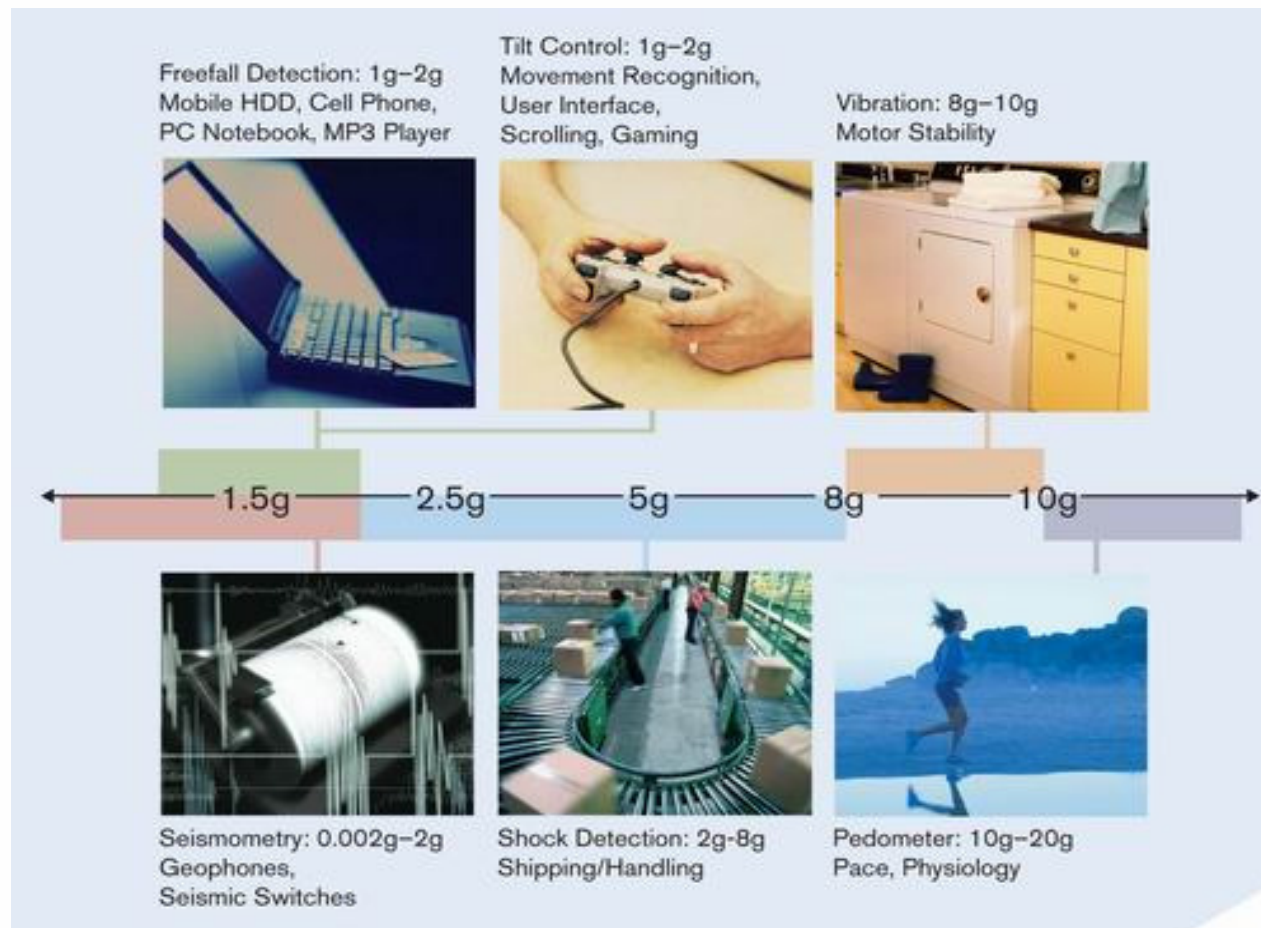 Freefall Detection: 1g–2g
Mobile HDD, Cell Phone,
PC Notebook, MP3 Player
Tilt Control: 1g–2g
Movement Recognition,
User Interface,
Scrolling, Gaming
Vibration: 8g–10g
Motor Stability
1.5g
2.5g
5g
8g
10g
Seismometry: 0.002g–2g
Geophones,
Seismic Switches
Shock Detection: 2g-8g
Shipping/Handling
Pedometer: 10g–20g
Pace, Physiology